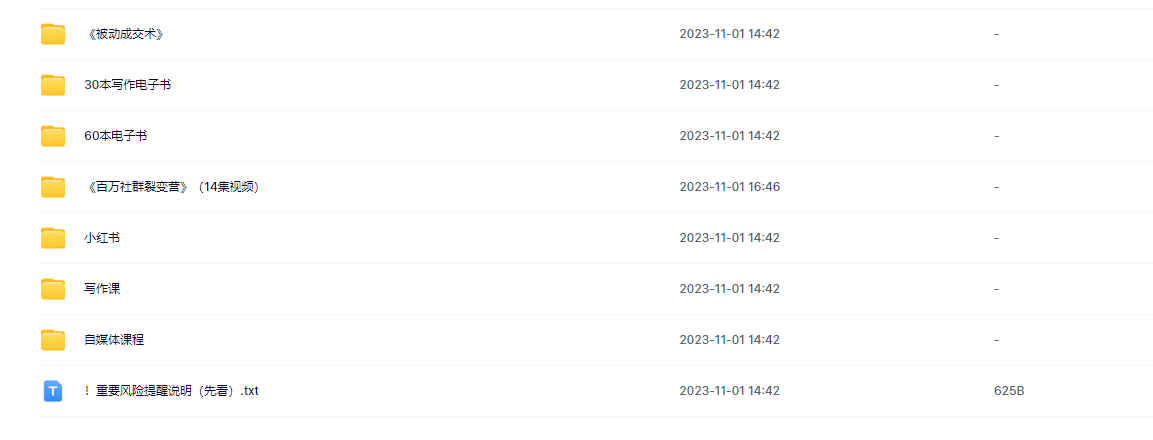 《被动成交术》 2023-11-01 14:42 -
30本写作电子书 2023-11-01 14:42 -
60本电子书 2023-11-01 14:42 -
《百万社群裂变营》（14集视频） 2023-11-01 16:46 -
小红书 2023-11-01 14:42 -
写作课 2023-11-01 14:42 -
自媒体课程 2023-11-01 14:42 -
T ！重要风险提醒说明（先看）.txt 2023-11-01 14:42 625B